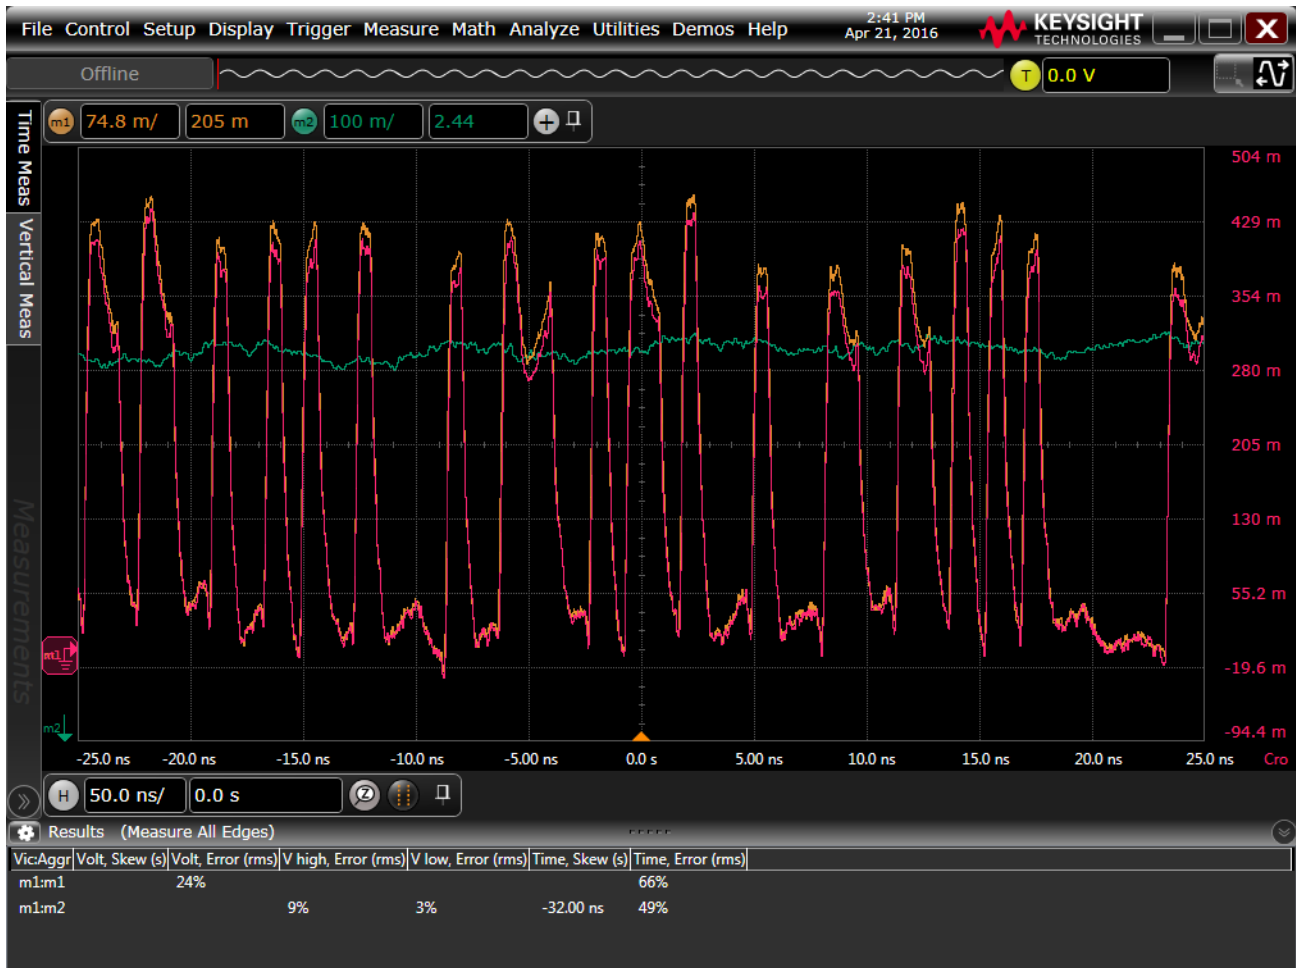 File Control Setup Display Trigger Measure Math Analyze Utilities Demos Help
2:41 PM
Apr 21, 2016
KEYSIGHT
TECHNOLOGIES
X
Offline
T
0.0 V
Time Meas
Vertical Meas
Measurements
m1 74.8 m/ 205 m m2 100 m/ 2.44
504 m
429 m
354 m
280 m
205 m
130 m
55.2 m
-19.6 m
-94.4 m
m1
m2
-25.0 ns -20.0 ns -15.0 ns -10.0 ns -5.00 ns 0.0 s 5.00 ns 10.0 ns 15.0 ns 20.0 ns 25.0 ns Cro
H 50.0 ns/ 0.0 s Z
Results (Measure All Edges)
Vic:Aggr Volt, Skew (s) Volt, Error (rms) V high, Error (rms) V low, Error (rms) Time, Skew (s) Time, Error (rms)
m1:m1 24% 66%
m1:m2 9% 3% -32.00 ns 49%